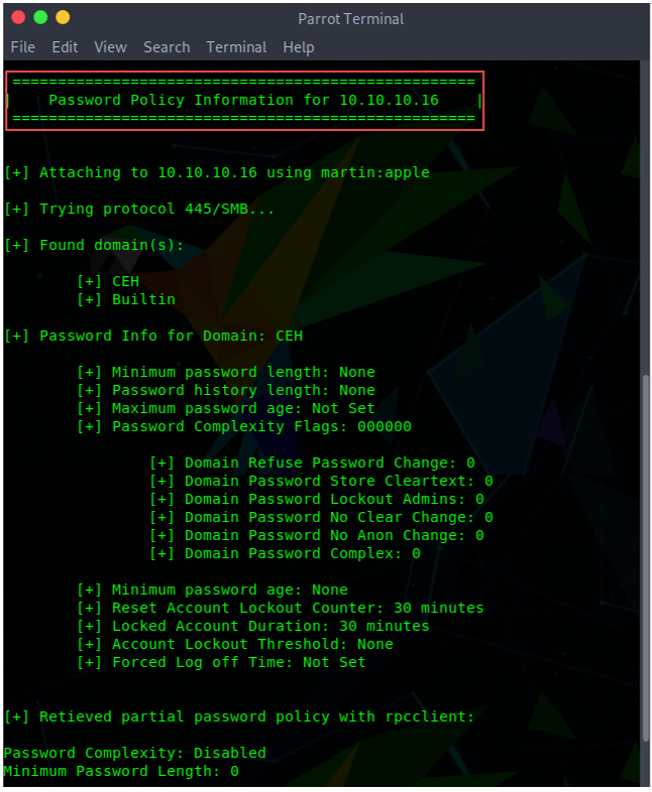 Parrot Terminal
File Edit View Search Terminal Help
===================================================
| Password Policy Information for 10.10.10.16 |
===================================================
[+] Attaching to 10.10.10.16 using martin:apple
[+] Trying protocol 445/SMB...
[+] Found domain(s):
[+] CEH
[+] Builtin
[+] Password Info for Domain: CEH
[+] Minimum password length: None
[+] Password history length: None
[+] Maximum password age: Not Set
[+] Password Complexity Flags: 000000
[+] Domain Refuse Password Change: 0
[+] Domain Password Store Cleartext: 0
[+] Domain Password Lockout Admins: 0
[+] Domain Password No Clear Change: 0
[+] Domain Password No Anon Change: 0
[+] Domain Password Complex: 0
[+] Minimum password age: None
[+] Reset Account Lockout Counter: 30 minutes
[+] Locked Account Duration: 30 minutes
[+] Account Lockout Threshold: None
[+] Forced Log off Time: Not Set
[+] Retieved partial password policy with rpcclient:
Password Complexity: Disabled
Minimum Password Length: 0